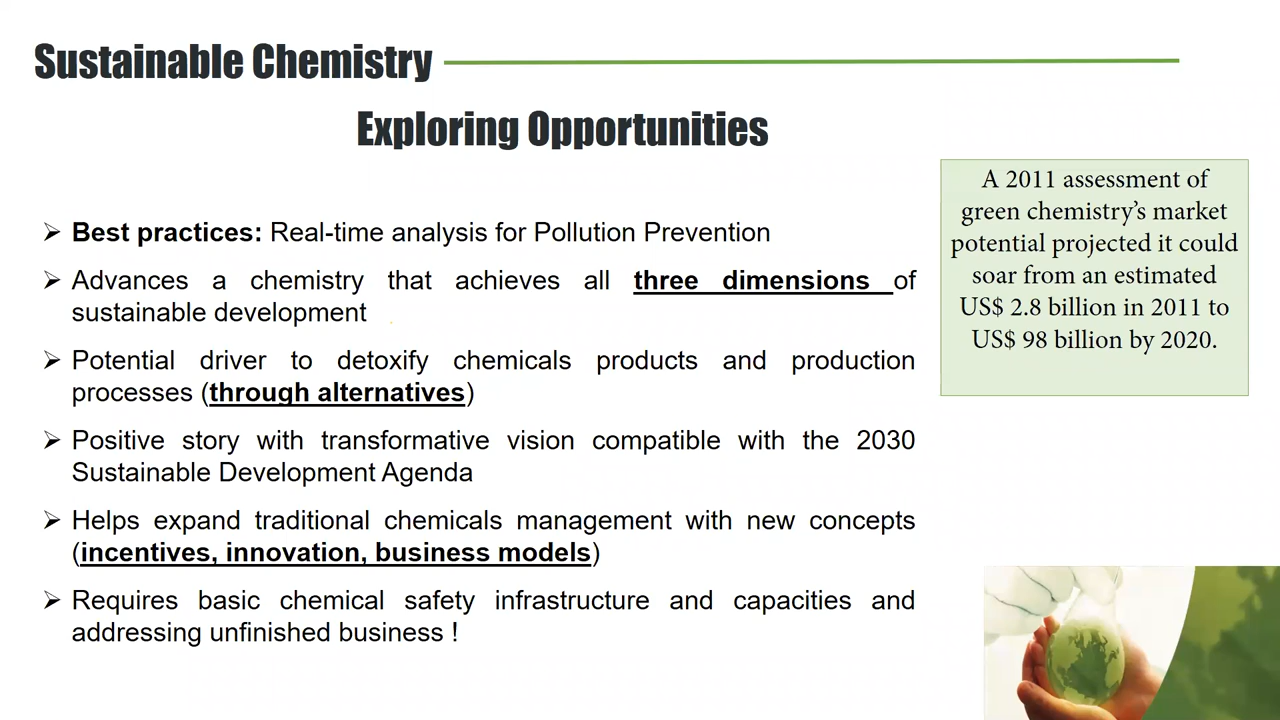 Sustainable Chemistry
Exploring Opportunities
➢ Best practices: Real-time analysis for Pollution Prevention
➢ Advances a chemistry that achieves all three dimensions of
sustainable development
➢ Potential driver to detoxify chemicals products and production
processes (through alternatives)
➢ Positive story with transformative vision compatible with the 2030
Sustainable Development Agenda
➢ Helps expand traditional chemicals management with new concepts
(incentives, innovation, business models)
➢ Requires basic chemical safety infrastructure and capacities and
addressing unfinished business !
A 2011 assessment of
green chemistry’s market
potential projected it could
soar from an estimated
US$ 2.8 billion in 2011 to
US$ 98 billion by 2020.